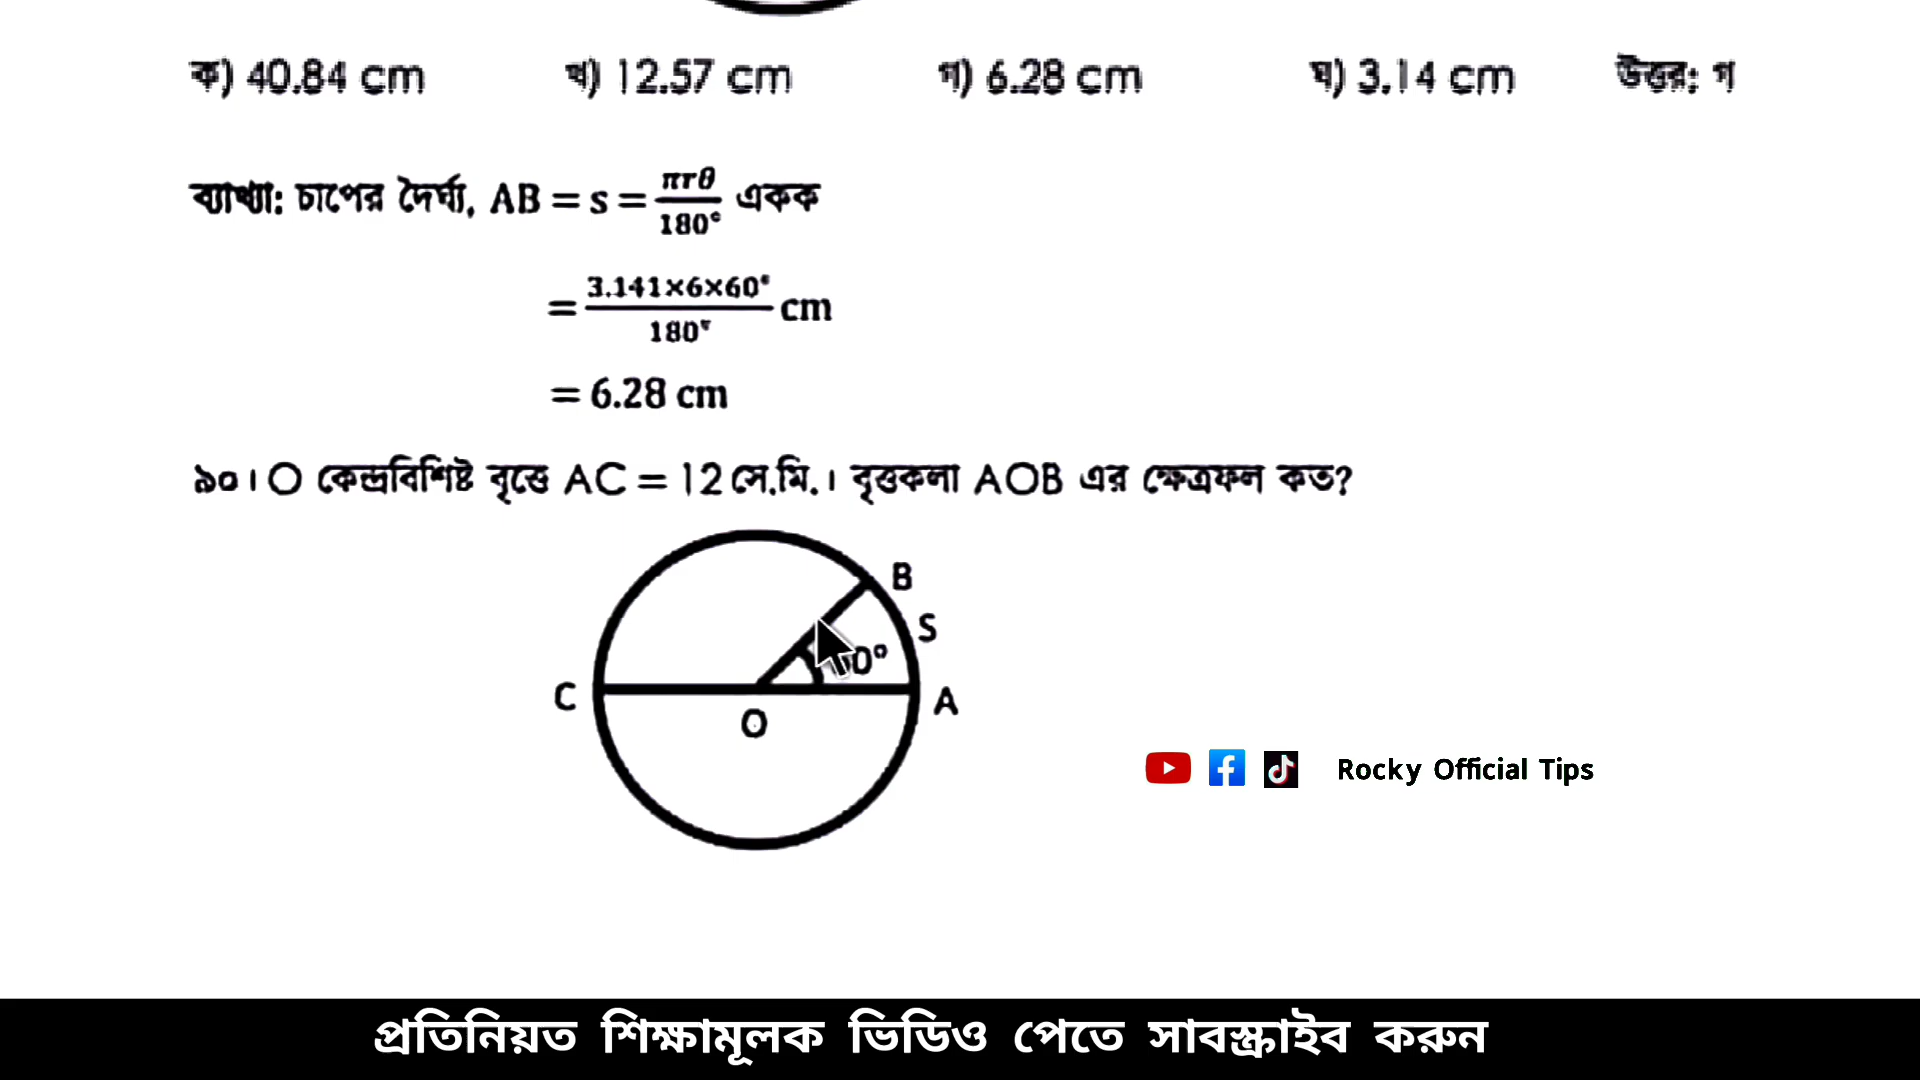 ক) 40.84 cm খ) 12.57 cm গ) 6.28 cm ঘ) 3.14 cm উত্তর: গ
ব্যাখ্যা: চাপের দৈর্ঘ্য, AB = s = πrθ/180° একক
= 3.141×6×60°/180° cm
= 6.28 cm
৯০। O কেন্দ্রবিশিষ্ট বৃত্তে AC = 12 সে.মি.। বৃত্তকলা AOB এর ক্ষেত্রফল কত?
B
S
C
A
O
Rocky Official Tips
প্রতিনিয়ত শিক্ষামূলক ভিডিও পেতে সাবস্ক্রাইব করুন